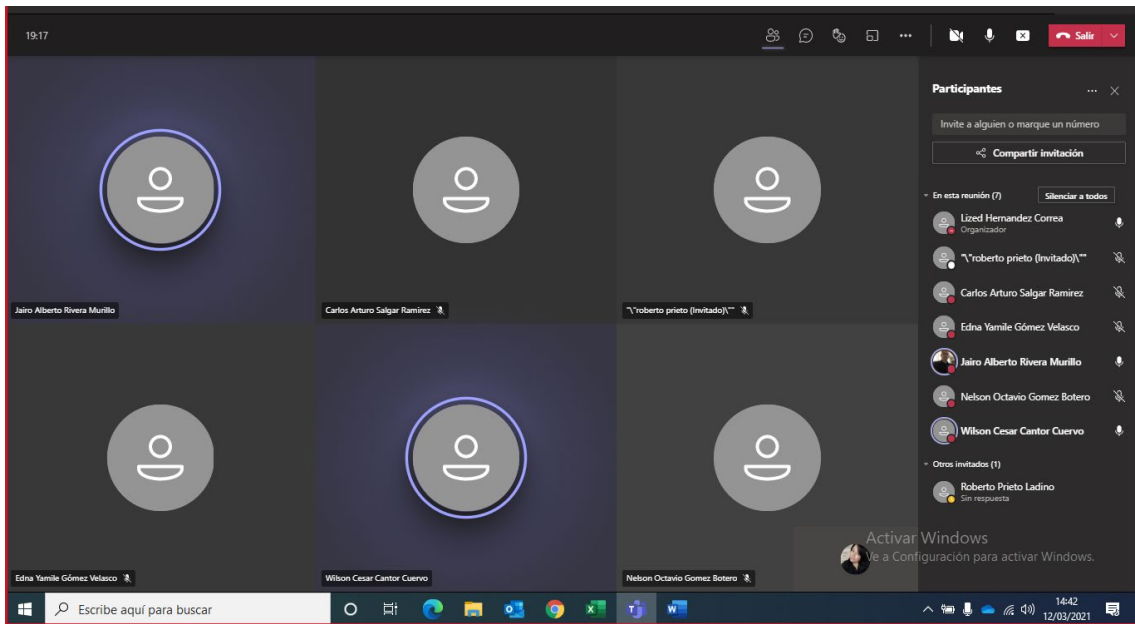 19:17
Salir
Jairo Alberto Rivera Murillo
Carlos Arturo Salgar Ramirez
"\"roberto prieto (Invitado)\""
Edna Yamile Gómez Velasco
Wilson Cesar Cantor Cuervo
Nelson Octavio Gomez Botero
Participantes
Invite a alguien o marque un número
Compartir invitación
En esta reunión (7)
Silenciar a todos
Lized Hernandez Correa
Organizador
"\"roberto prieto (Invitado)\""
Carlos Arturo Salgar Ramirez
Edna Yamile Gómez Velasco
Jairo Alberto Rivera Murillo
Nelson Octavio Gomez Botero
Wilson Cesar Cantor Cuervo
Otros invitados (1)
Roberto Prieto Ladino
Sin respuesta
Activar Windows
Ve a Configuración para activar Windows.
Escribe aquí para buscar
14:42
12/03/2021